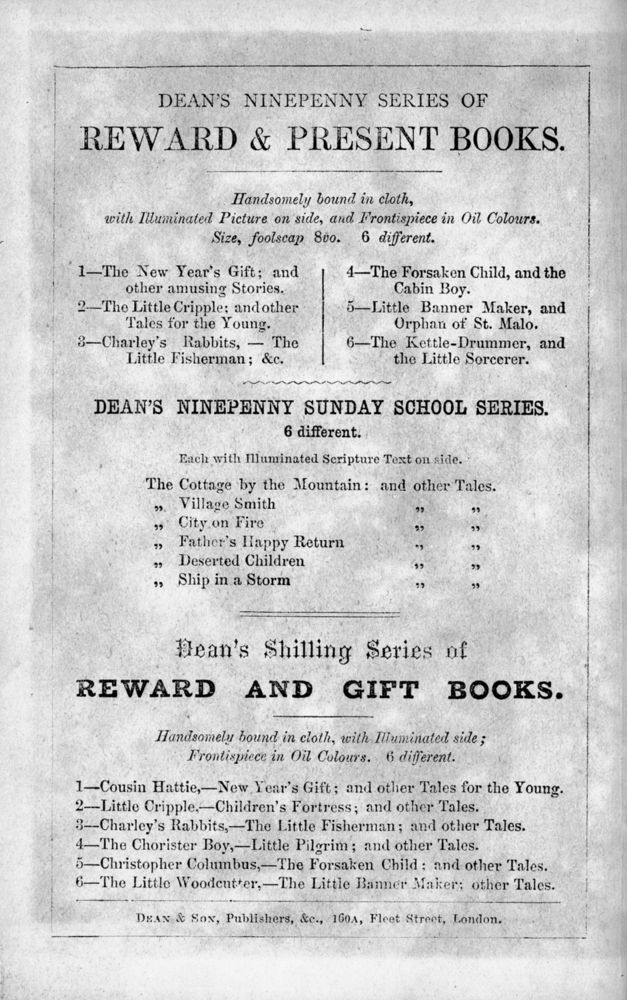 DEAN'S NINEPENNY SERIES OF
REWARD & PRESENT BOOKS.
Handsomely bound in cloth,
with Illuminated Picture on side, and Frontispiece in Oil Colours.
Size, foolscap 8vo. 6 different.
1—The New Year's Gift; and
other amusing Stories.
2—The Little Cripple; and other
Tales for the Young.
3—Charley's Rabbits, — The
Little Fisherman; &c.
4—The Forsaken Child, and the
Cabin Boy.
5—Little Banner Maker, and
Orphan of St. Malo.
6—The Kettle-Drummer, and
the Little Sorcerer.
DEAN'S NINEPENNY SUNDAY SCHOOL SERIES.
6 different.
Each with Illuminated Scripture Text on side.
The Cottage by the Mountain: and other Tales.
„ Village Smith „ „
„ City on Fire „ „
„ Father's Happy Return „ „
„ Deserted Children „ „
„ Ship in a Storm „ „
Dean's Shilling Series of
REWARD AND GIFT BOOKS.
Handsomely bound in cloth, with Illuminated side;
Frontispiece in Oil Colours. 6 different.
1—Cousin Hattie,—New Year's Gift; and other Tales for the Young.
2—Little Cripple.—Children's Fortress; and other Tales.
3—Charley's Rabbits,—The Little Fisherman; and other Tales.
4—The Chorister Boy,—Little Pilgrim; and other Tales.
5—Christopher Columbus,—The Forsaken Child; and other Tales.
6—The Little Woodcutter,—The Little Banner Maker; other Tales.
DEAN & SON, Publishers, &c., 160A, Fleet Street, London.